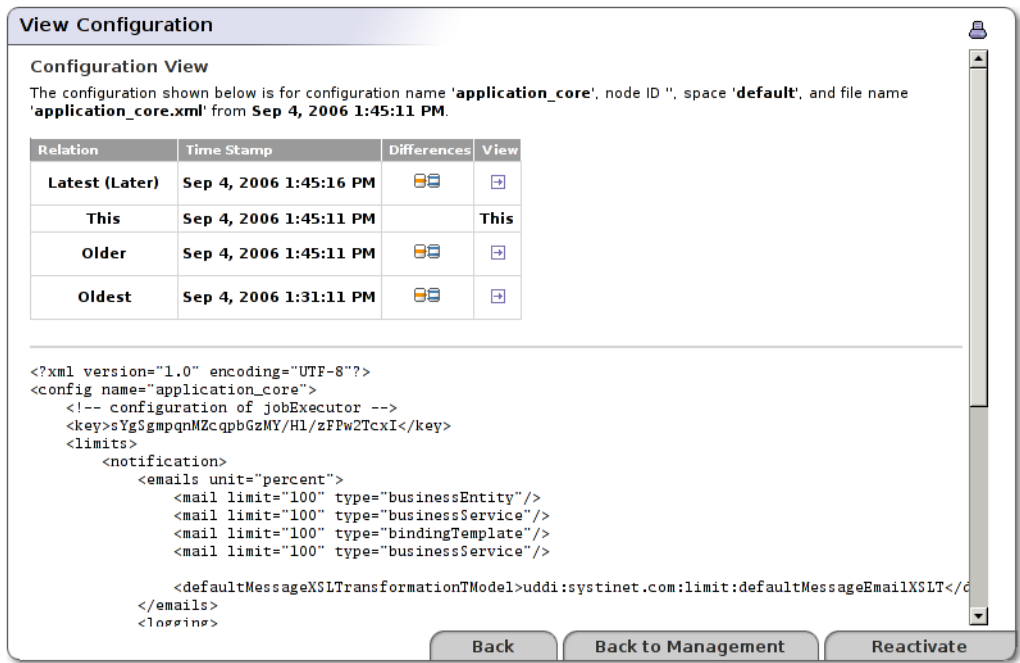 View Configuration
Configuration View
The configuration shown below is for configuration name 'application_core', node ID '', space 'default', and file name
'application_core.xml' from Sep 4, 2006 1:45:11 PM.
Relation Time Stamp Differences View
Latest (Later) Sep 4, 2006 1:45:16 PM
This Sep 4, 2006 1:45:11 PM This
Older Sep 4, 2006 1:45:11 PM
Oldest Sep 4, 2006 1:31:11 PM
<?xml version="1.0" encoding="UTF-8"?>
<config name="application_core">
<!-- configuration of jobExecutor -->
<key>sYgSgmpqnMZcqpbGzMY/Hl/zFPw2TcxI</key>
<limits>
<notification>
<emails unit="percent">
<mail limit="100" type="businessEntity"/>
<mail limit="100" type="businessService"/>
<mail limit="100" type="bindingTemplate"/>
<mail limit="100" type="businessService"/>
<defaultMessageXSLTransformationTModel>uddi:systinet.com:limit:defaultMessageEmailXSLT</d
</emails>
<logging>
Back Back to Management Reactivate